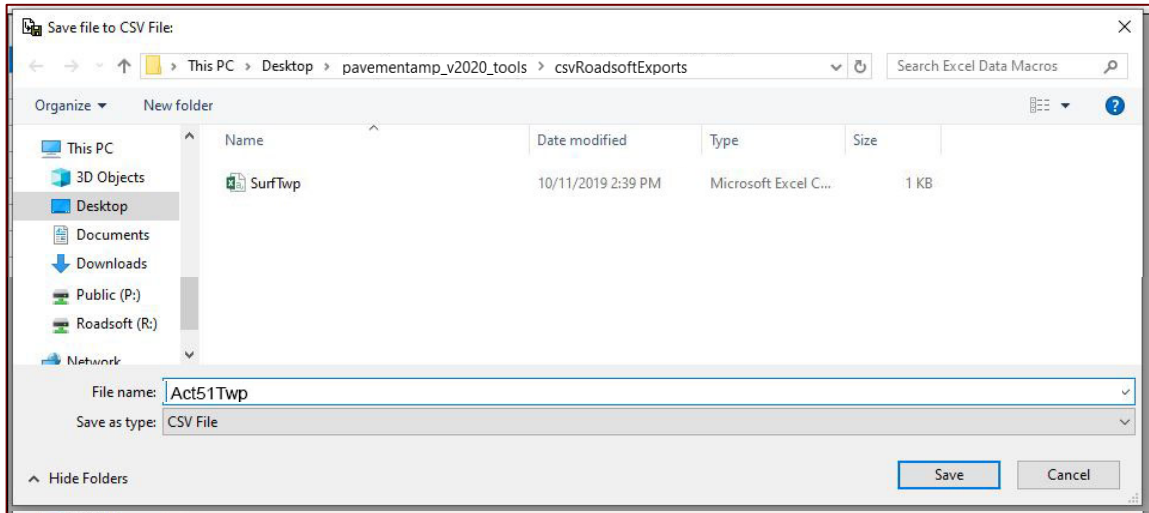 Save file to CSV File:
This PC > Desktop > pavementamp_v2020_tools > csvRoadsoftExports
Search Excel Data Macros
Organize New folder
Name Date modified Type Size
This PC
3D Objects
SurfTwp 10/11/2019 2:39 PM Microsoft Excel C... 1 KB
Desktop
Documents
Downloads
Public (P:)
Roadsoft (R:)
Network
File name: Act51Twp
Save as type: CSV File
Hide Folders Save Cancel